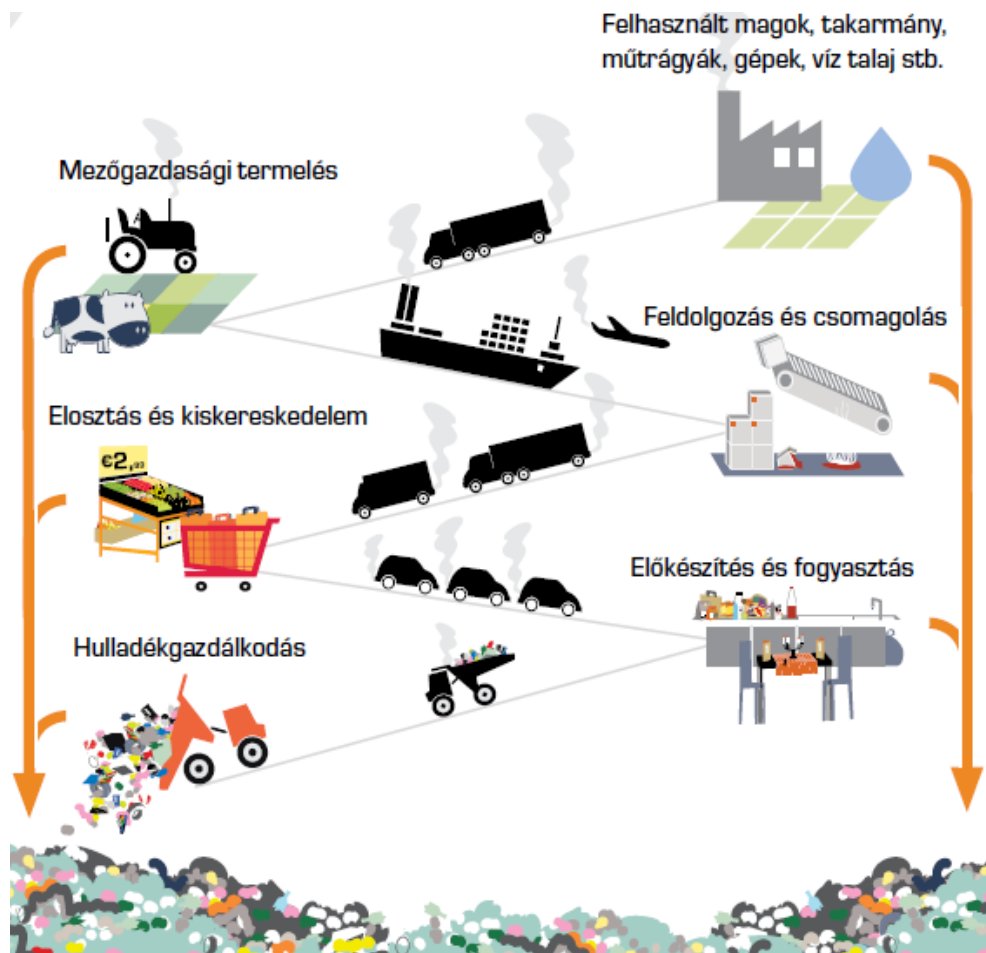 Felhasznált magok, takarmány,
műtrágyák, gépek, víz talaj stb.
Mezőgazdasági termelés
Feldolgozás és csomagolás
Elosztás és kiskereskedelem
€2,
Előkészítés és fogyasztás
Hulladékgazdálkodás